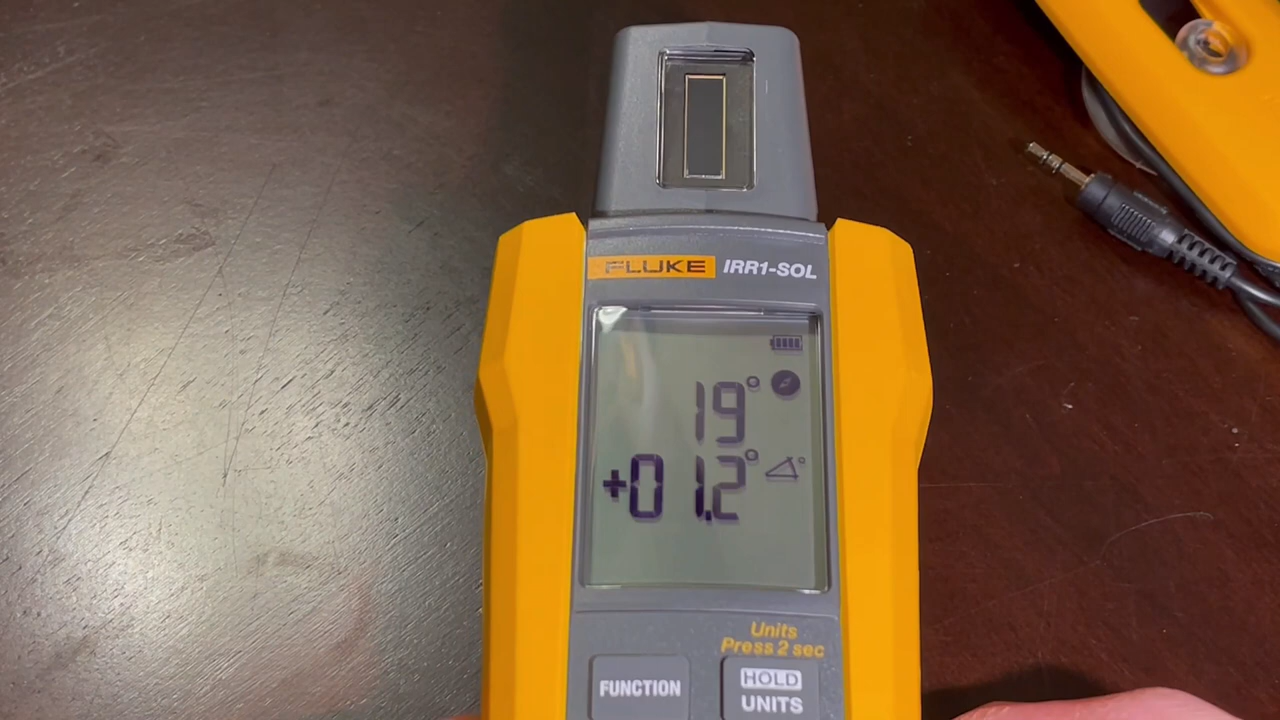 FLUKE IRR1-SOL
19°
+01.2°
Units
Press 2 sec
FUNCTION
HOLD
UNITS